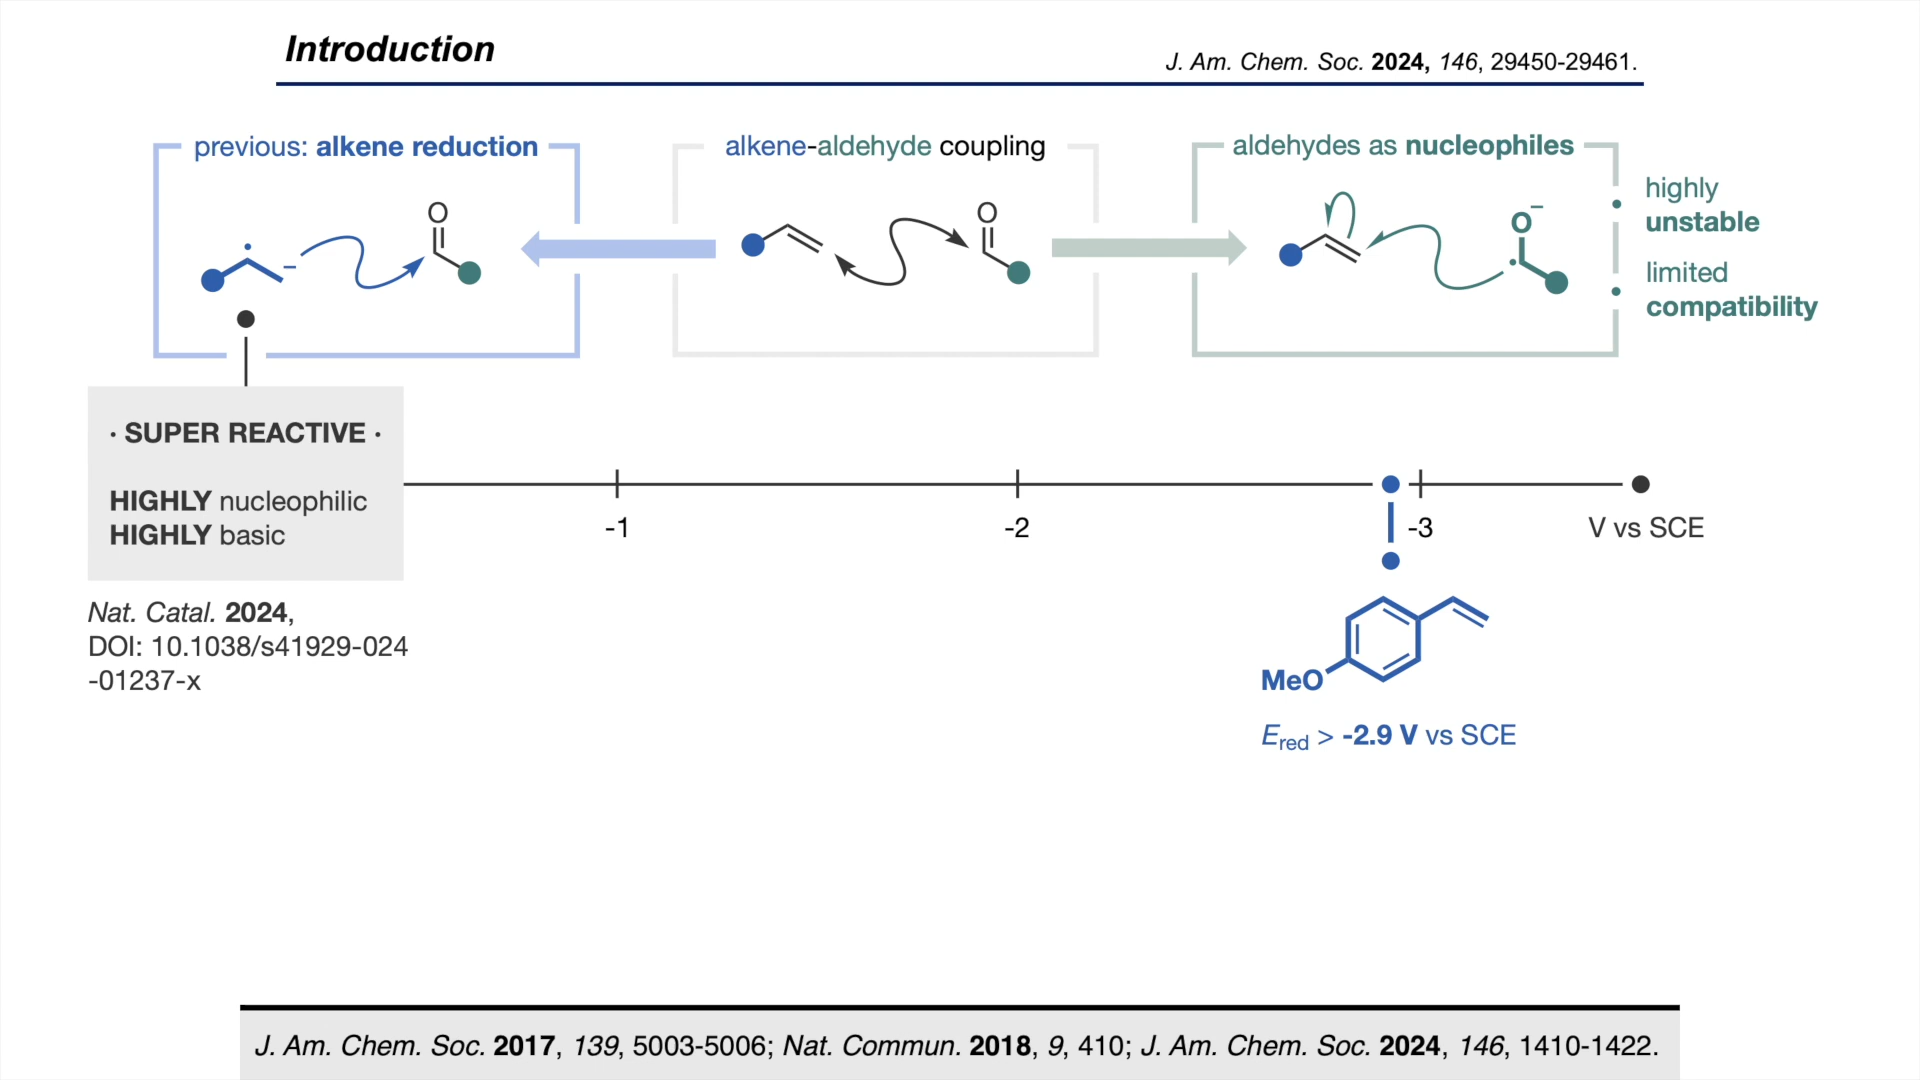 Introduction
J. Am. Chem. Soc. 2024, 146, 29450-29461.
previous: alkene reduction
alkene-aldehyde coupling
aldehydes as nucleophiles
O
O
O−
−
• highly
unstable
• limited
compatibility
· SUPER REACTIVE ·
HIGHLY nucleophilic
HIGHLY basic
-1
-2
-3
V vs SCE
Nat. Catal. 2024,
DOI: 10.1038/s41929-024
-01237-x
MeO
Ered > -2.9 V vs SCE
J. Am. Chem. Soc. 2017, 139, 5003-5006; Nat. Commun. 2018, 9, 410; J. Am. Chem. Soc. 2024, 146, 1410-1422.